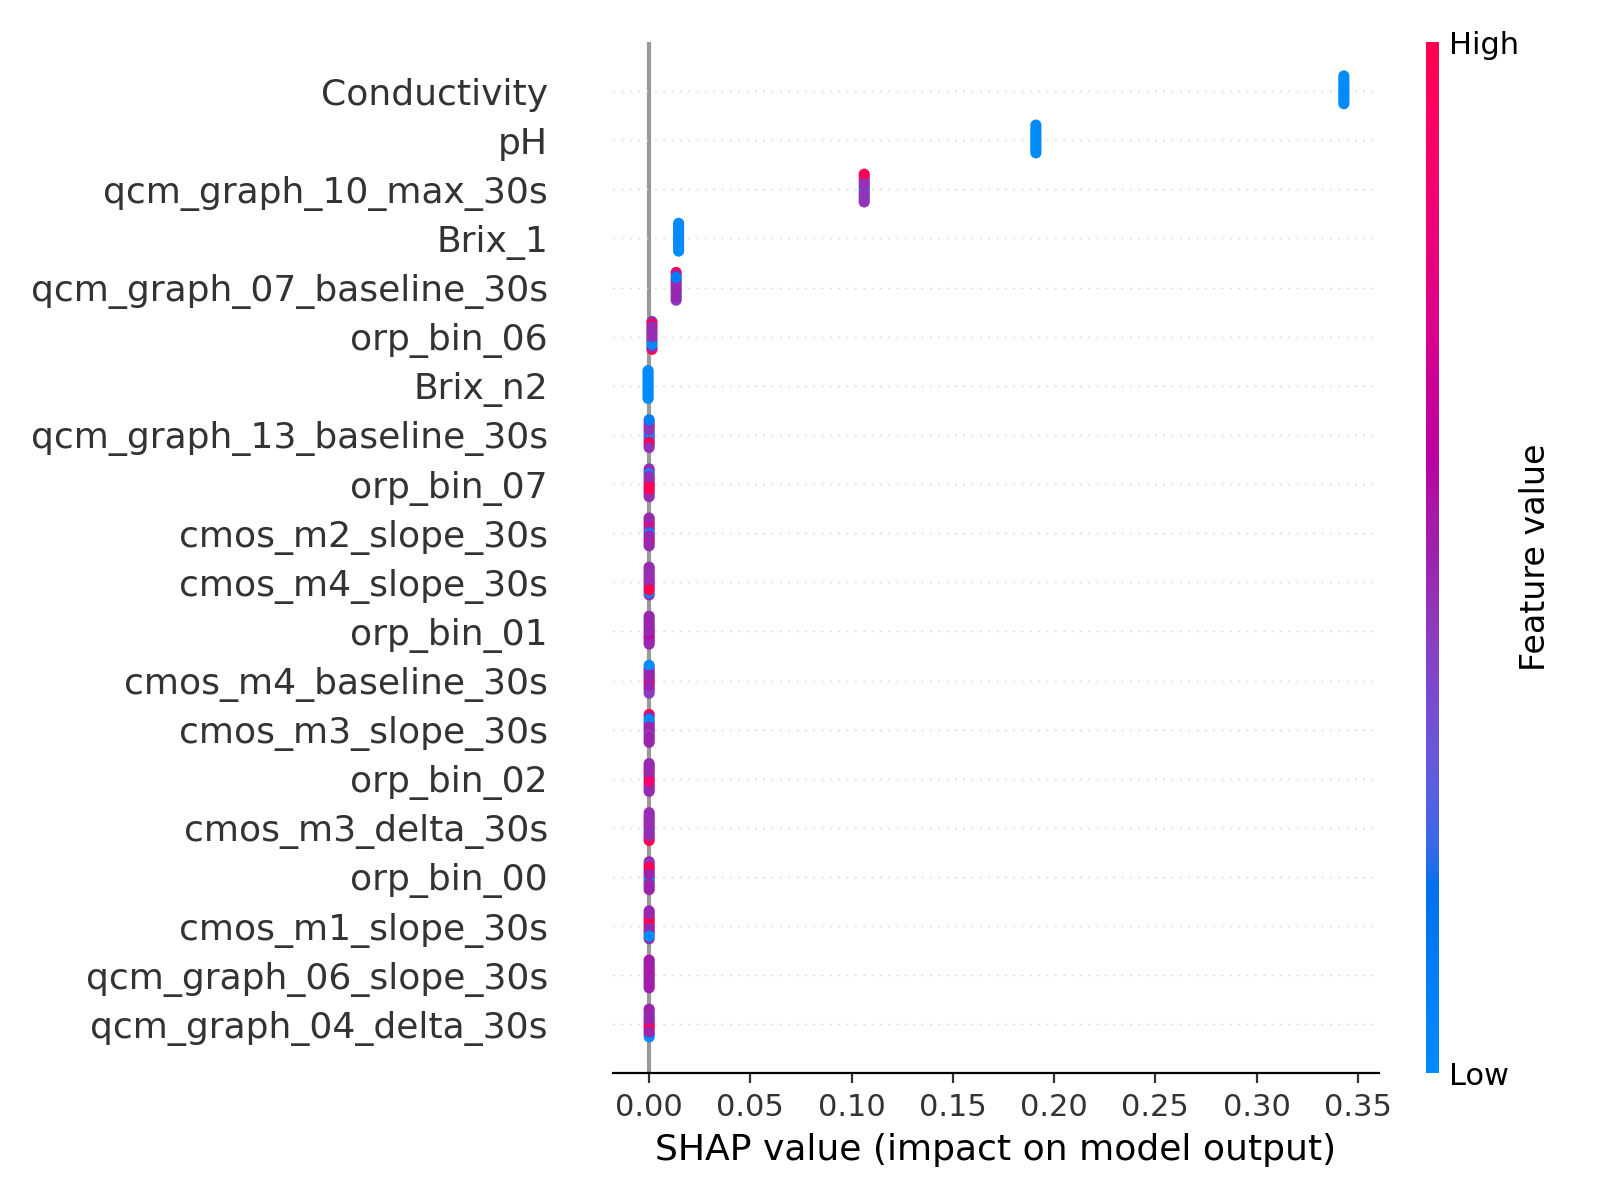 High
Conductivity
pH
qcm_graph_10_max_30s
Brix_1
qcm_graph_07_baseline_30s
orp_bin_06
Brix_n2
qcm_graph_13_baseline_30s
orp_bin_07
cmos_m2_slope_30s
cmos_m4_slope_30s
orp_bin_01
cmos_m4_baseline_30s
cmos_m3_slope_30s
orp_bin_02
cmos_m3_delta_30s
orp_bin_00
cmos_m1_slope_30s
qcm_graph_06_slope_30s
qcm_graph_04_delta_30s
Feature value
Low
0.00 0.05 0.10 0.15 0.20 0.25 0.30 0.35
SHAP value (impact on model output)